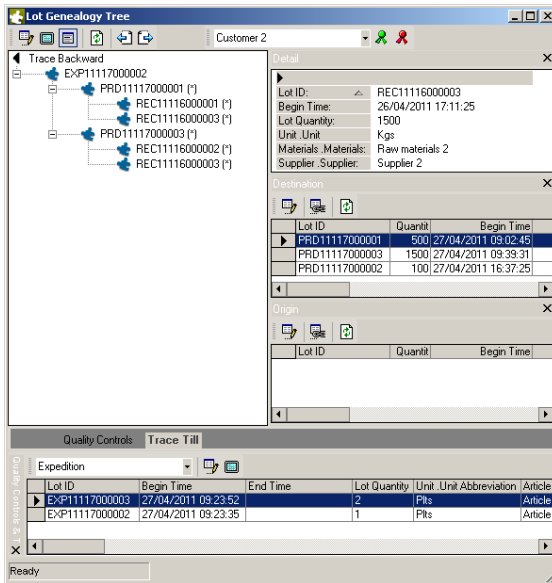 Lot Genealogy Tree
Customer 2
Trace Backward
EXP11117000002
PRD11117000001 (*)
REC11116000001 (*)
REC11116000003 (*)
PRD11117000003 (*)
REC11116000002 (*)
REC11116000003 (*)
Detail
Lot ID: REC11116000003
Begin Time: 26/04/2011 17:11:25
Lot Quantity: 1500
Unit .Unit Kgs
Materials .Materials: Raw materials 2
Supplier .Supplier: Supplier 2
Destination
Lot ID Quantit Begin Time
PRD11117000001 500 27/04/2011 09:02:45
PRD11117000003 1500 27/04/2011 09:39:31
PRD11117000002 100 27/04/2011 16:37:25
Origin
Lot ID Quantit Begin Time
Quality Controls Trace Till
Quality Controls & T
Expedition
Lot ID Begin Time End Time Lot Quantity Unit .Unit Abbreviation Article
EXP11117000003 27/04/2011 09:23:52 2 Plts Article
EXP11117000002 27/04/2011 09:23:35 1 Plts Article
Ready